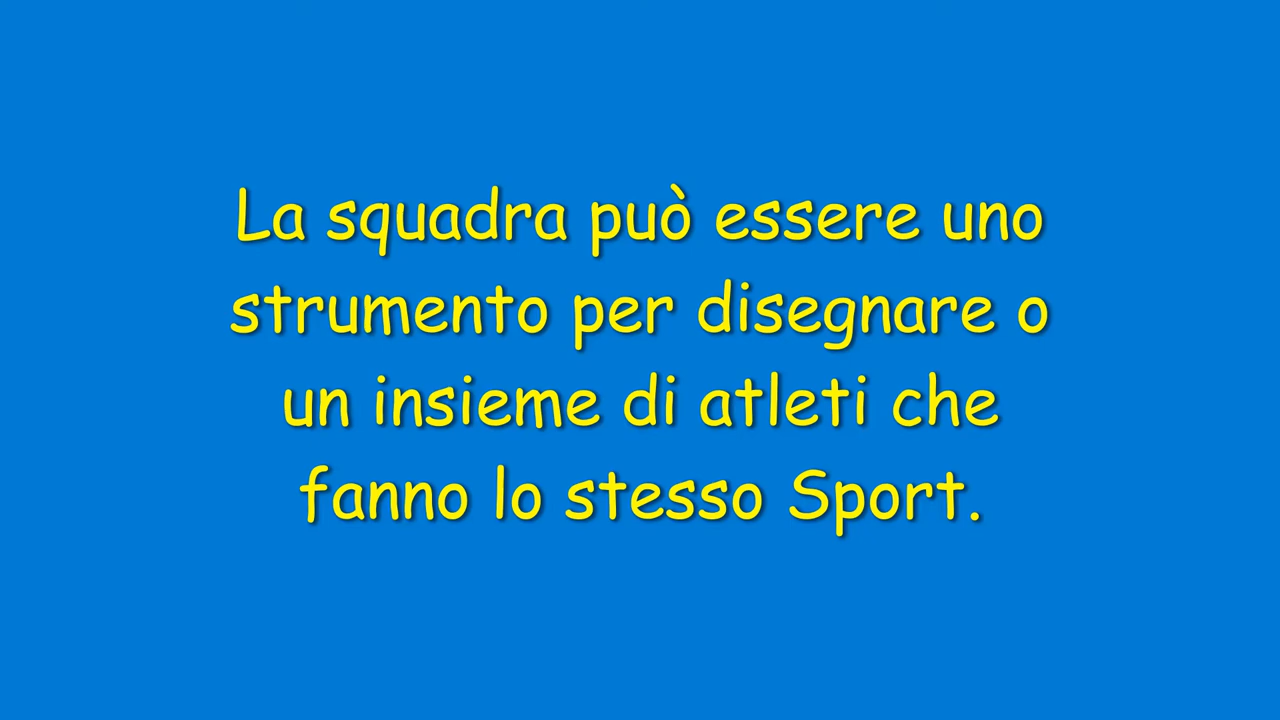 La squadra può essere uno
strumento per disegnare o
un insieme di atleti che
fanno lo stesso Sport.